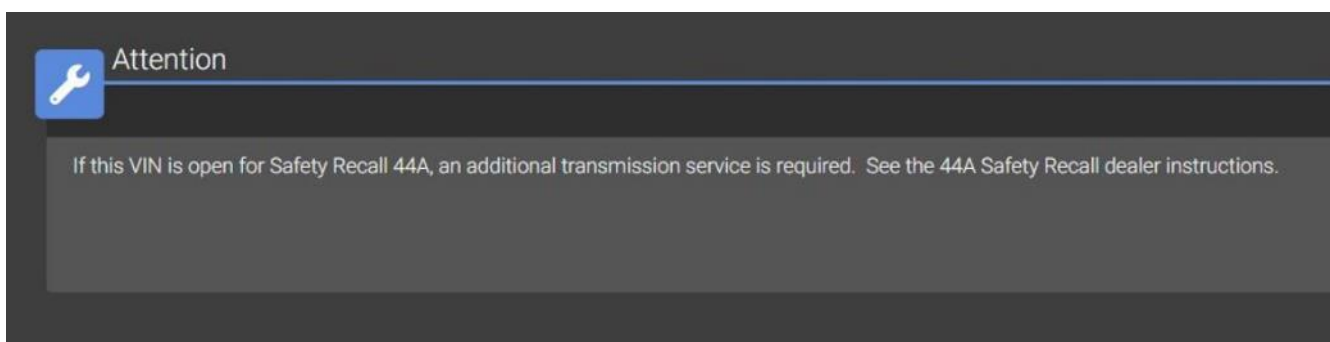 Attention
If this VIN is open for Safety Recall 44A, an additional transmission service is required.  See the 44A Safety Recall dealer instructions.